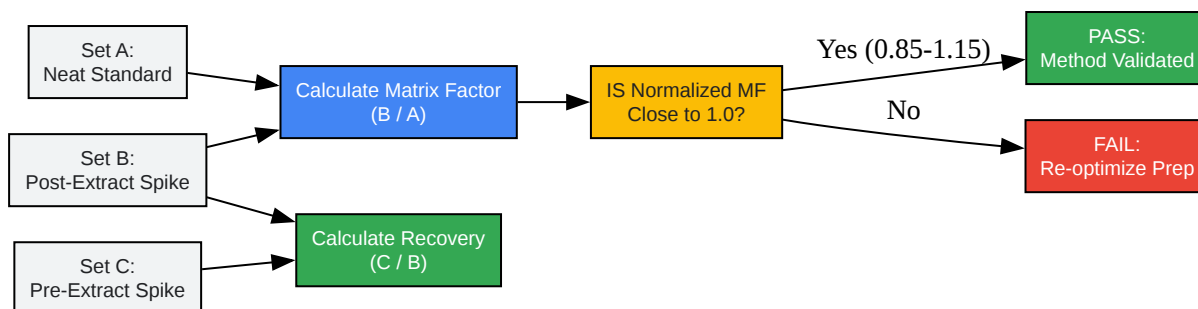 Set A:
Neat Standard
Set B:
Post-Extract Spike
Set C:
Pre-Extract Spike
Calculate Matrix Factor
(B / A)
Calculate Recovery
(C / B)
IS Normalized MF
Close to 1.0?
Yes (0.85-1.15)
No
PASS:
Method Validated
FAIL:
Re-optimize Prep